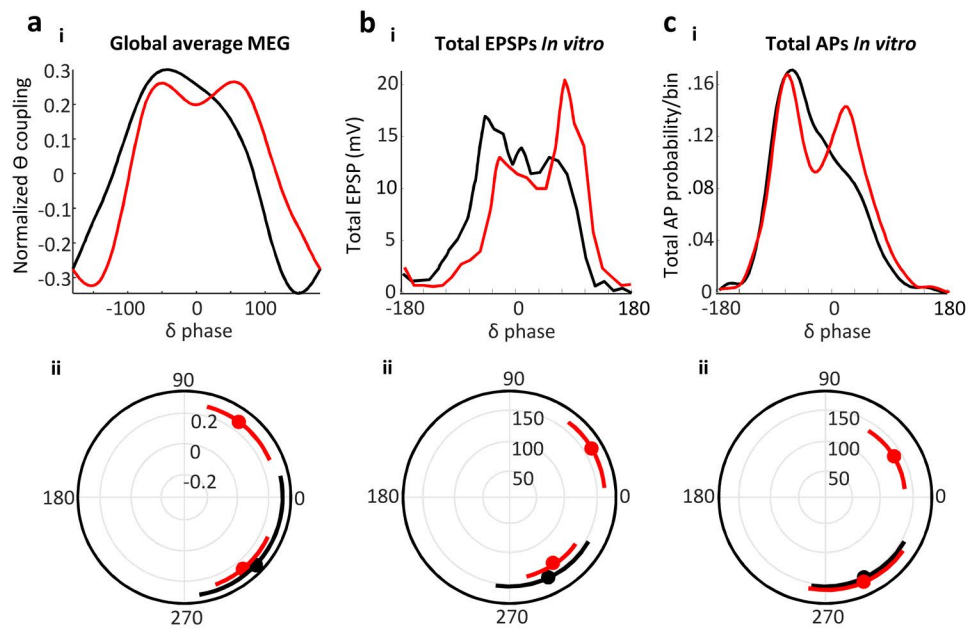 a
i
Global average MEG
Normalized Θ coupling
0.3
0.2
0.1
0
-0.1
-0.2
-0.3
-100
0
100
δ phase
ii
90
180
0
270
0.2
0
-0.2
b
i
Total EPSPs In vitro
Total EPSP (mV)
20
15
10
5
0
-180
0
180
δ phase
ii
90
180
0
270
150
100
50
c
i
Total APs In vitro
Total AP probability/bin
.16
.12
.08
.04
0
-180
0
180
δ phase
ii
90
180
0
270
150
100
50